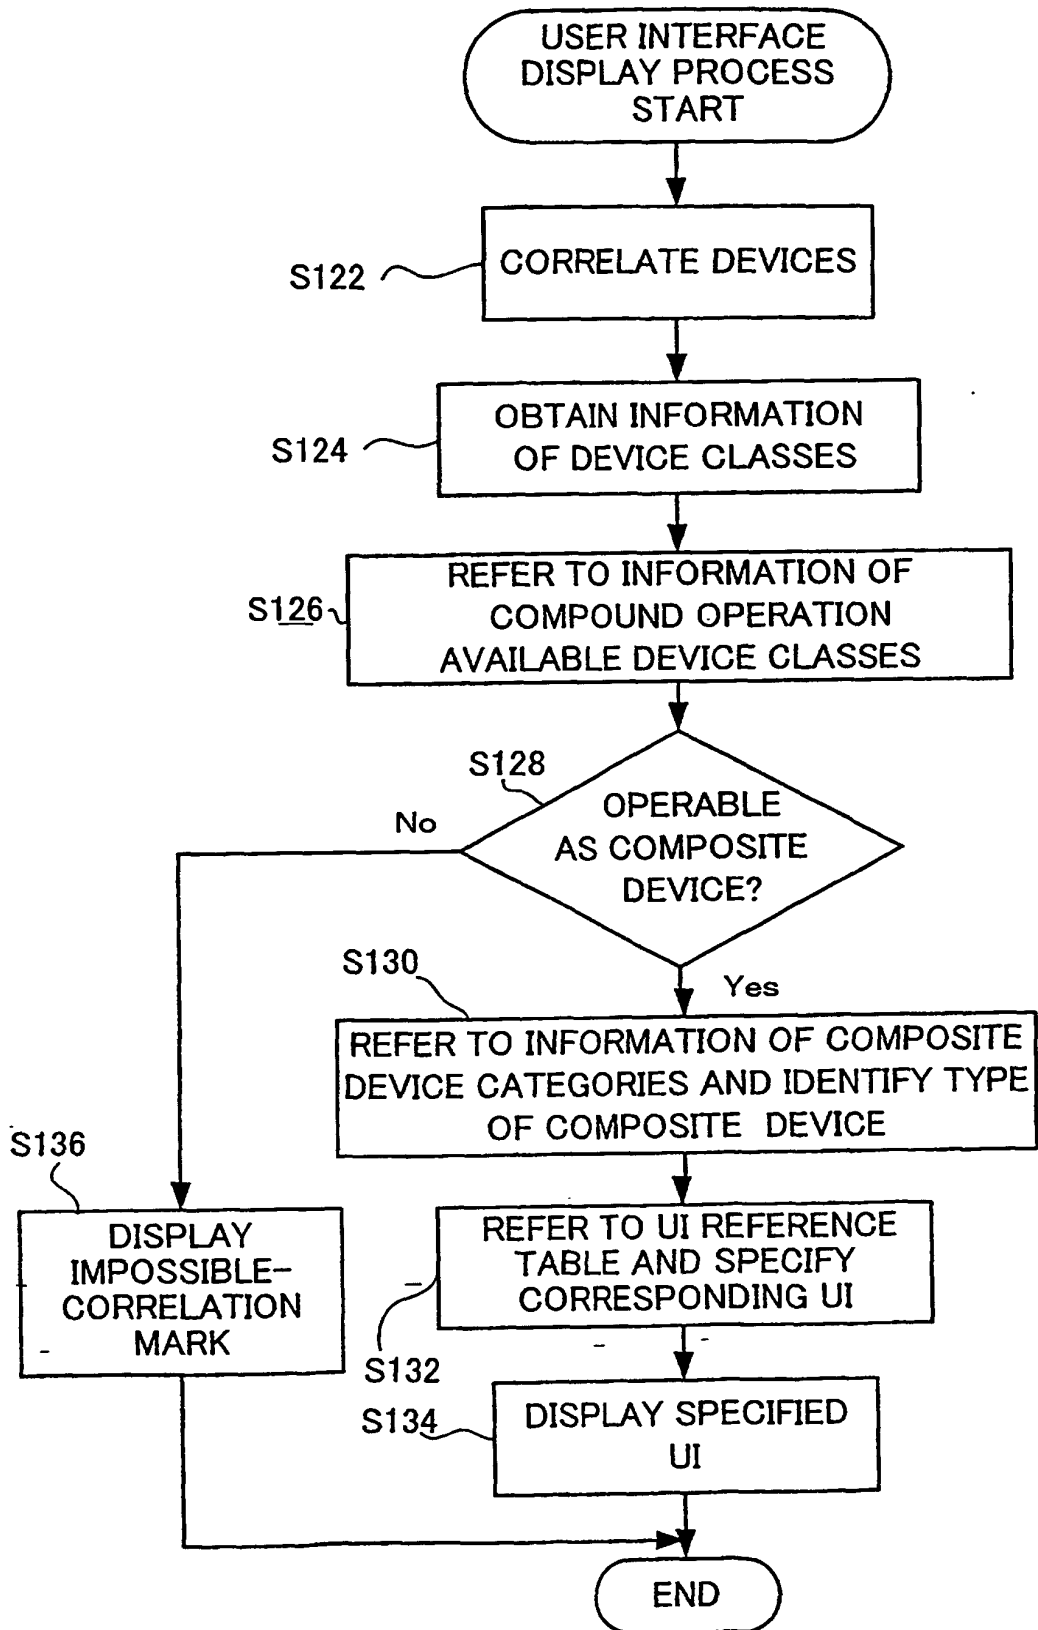 USER INTERFACE
DISPLAY PROCESS
START
S122
CORRELATE DEVICES
S124
OBTAIN INFORMATION
OF DEVICE CLASSES
S126
REFER TO INFORMATION OF
COMPOUND OPERATION
AVAILABLE DEVICE CLASSES
S128
OPERABLE
AS COMPOSITE
DEVICE?
No
Yes
S130
REFER TO INFORMATION OF COMPOSITE
DEVICE CATEGORIES AND IDENTIFY TYPE
OF COMPOSITE DEVICE
S136
DISPLAY
IMPOSSIBLE-
CORRELATION
MARK
REFER TO UI REFERENCE
TABLE AND SPECIFY
CORRESPONDING UI
S132
S134
DISPLAY SPECIFIED
UI
END